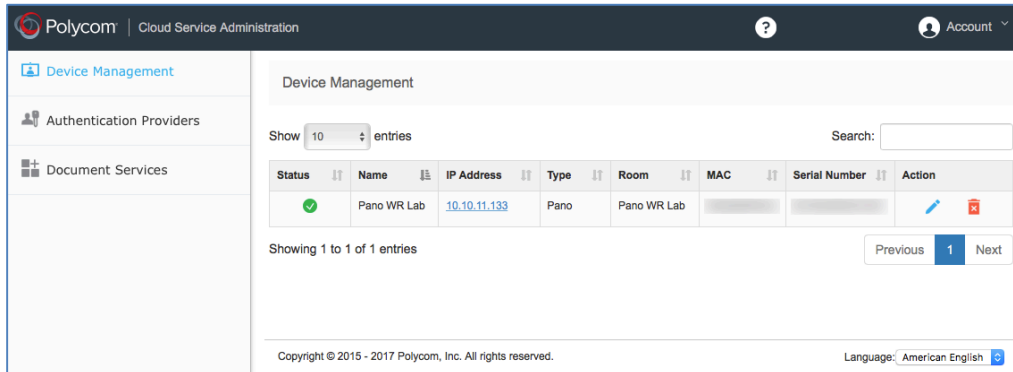 Polycom | Cloud Service Administration ? Account
Device Management
Authentication Providers
Document Services
Device Management
Show 10 entries Search:
Status Name IP Address Type Room MAC Serial Number Action
Pano WR Lab 10.10.11.133 Pano Pano WR Lab
Showing 1 to 1 of 1 entries Previous 1 Next
Copyright © 2015 - 2017 Polycom, Inc. All rights reserved. Language: American English